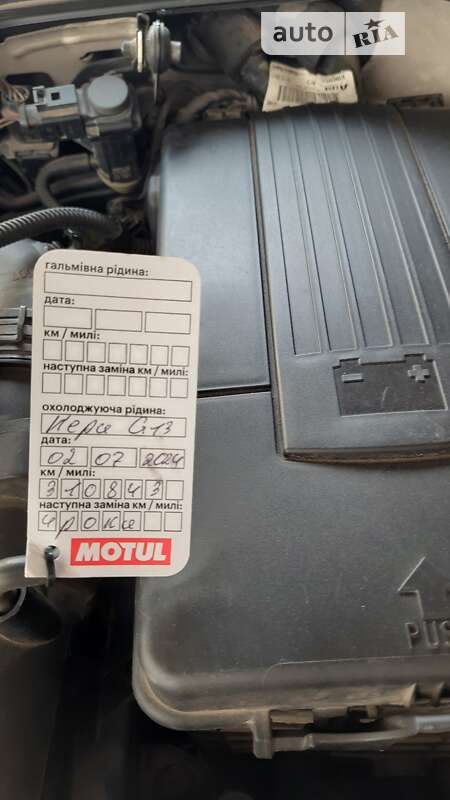 auto RIA
гальмівна рідина:
дата:
км / милі:
наступна заміна км / милі:
охолоджуюча рідина:
Hepu G13
дата:
02 07 2024
км / милі:
310843
наступна заміна км / милі:
4 роки
MOTUL
PUS